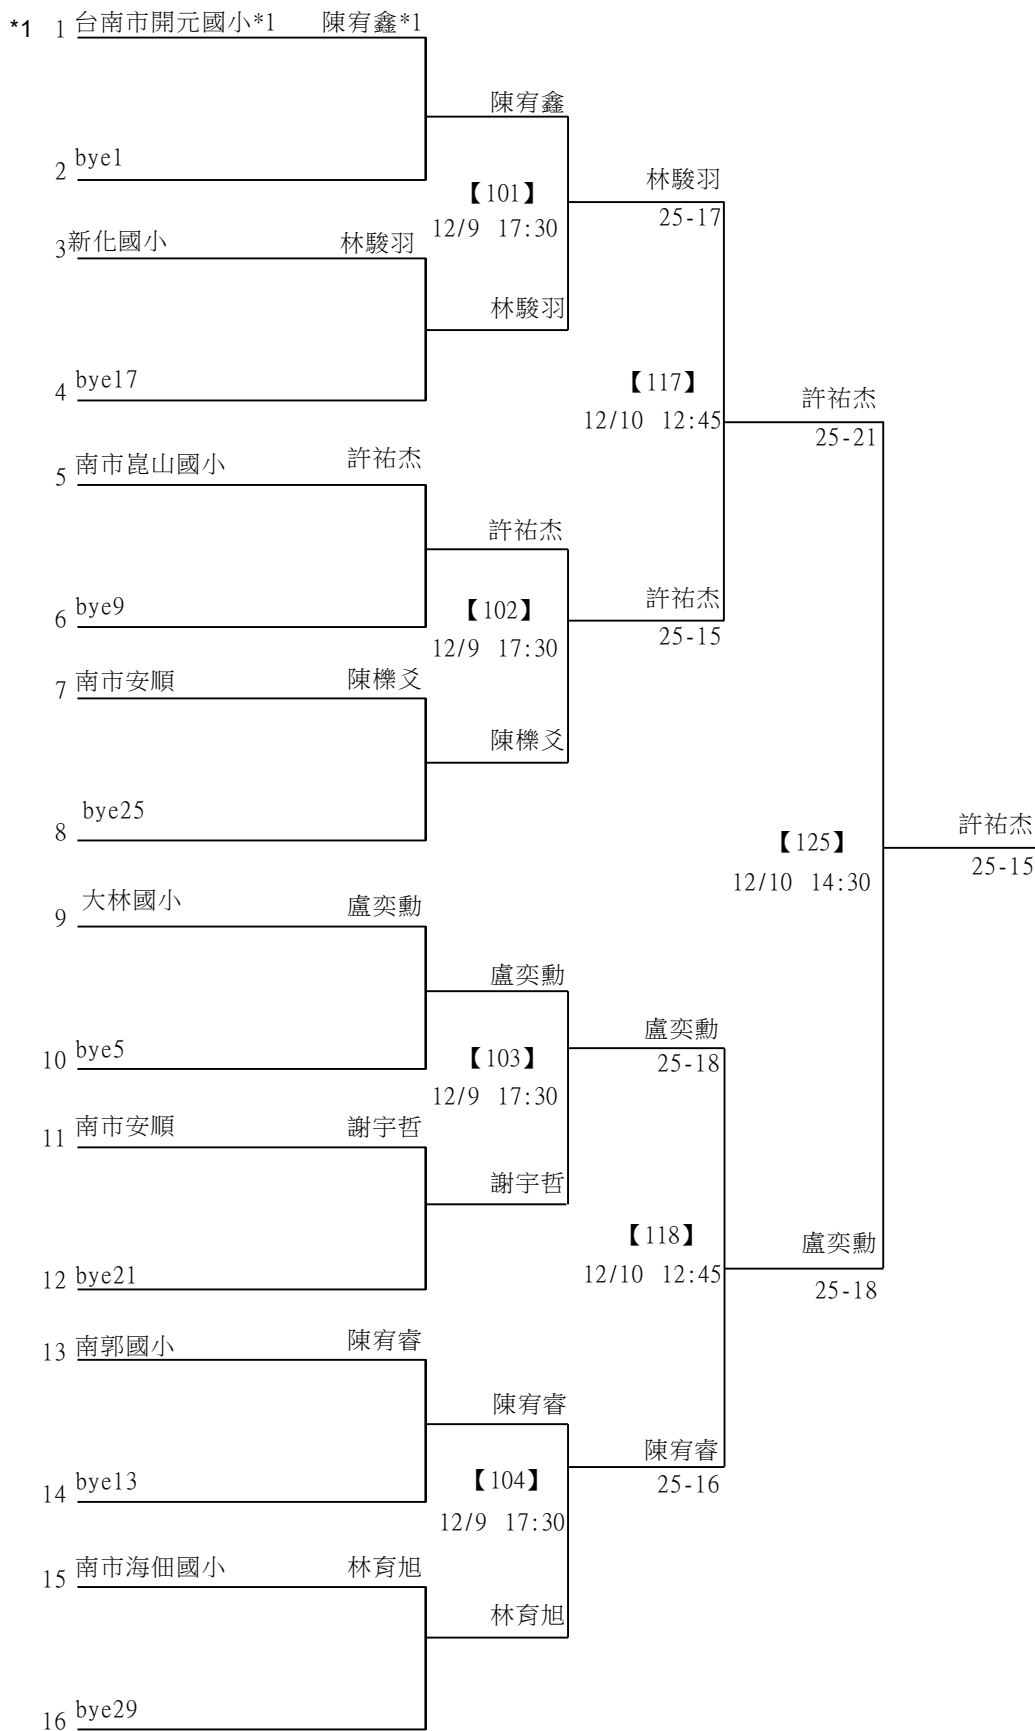 *1 1 台南市開元國小*1 陳宥鑫*1
陳宥鑫
2 bye1
【101】
12/9 17:30
林駿羽
25-17
3 新化國小 林駿羽
林駿羽
4 bye17
【117】
12/10 12:45
許祐杰
25-21
5 南市崑山國小 許祐杰
許祐杰
6 bye9
【102】
12/9 17:30
許祐杰
25-15
7 南市安順 陳櫟爻
陳櫟爻
8 bye25
【125】
12/10 14:30
許祐杰
25-15
9 大林國小 盧奕勳
盧奕勳
10 bye5
【103】
12/9 17:30
盧奕勳
25-18
11 南市安順 謝宇哲
謝宇哲
12 bye21
【118】
12/10 12:45
盧奕勳
25-18
13 南郭國小 陳宥睿
陳宥睿
14 bye13
【104】
12/9 17:30
陳宥睿
25-16
15 南市海佃國小 林育旭
林育旭
16 bye29